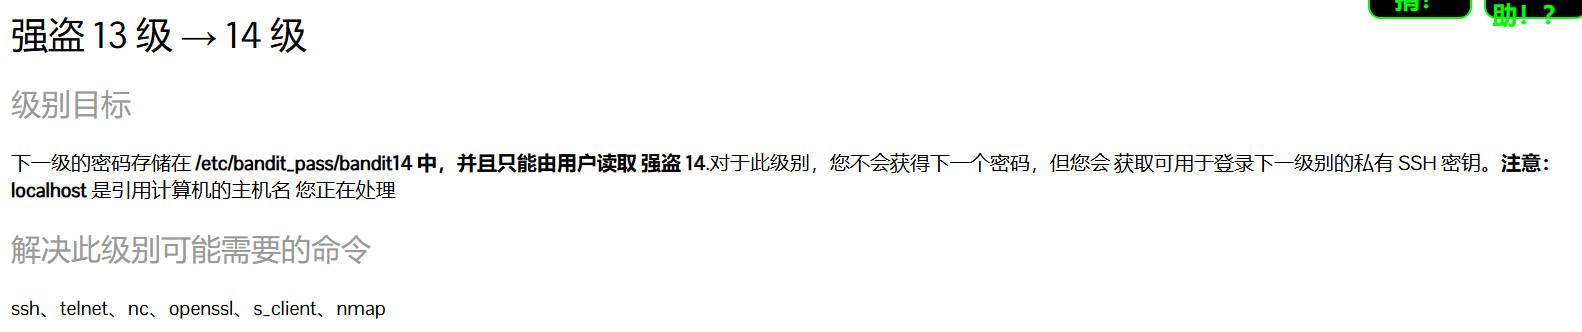 捐！
助！？
强盗 13 级 → 14 级
级别目标
下一级的密码存储在 /etc/bandit_pass/bandit14 中，并且只能由用户读取 强盗 14.对于此级别，您不会获得下一个密码，但您会 获取可用于登录下一级别的私有 SSH 密钥。注意：
localhost 是引用计算机的主机名 您正在处理
解决此级别可能需要的命令
ssh、telnet、nc、openssl、s_client、nmap